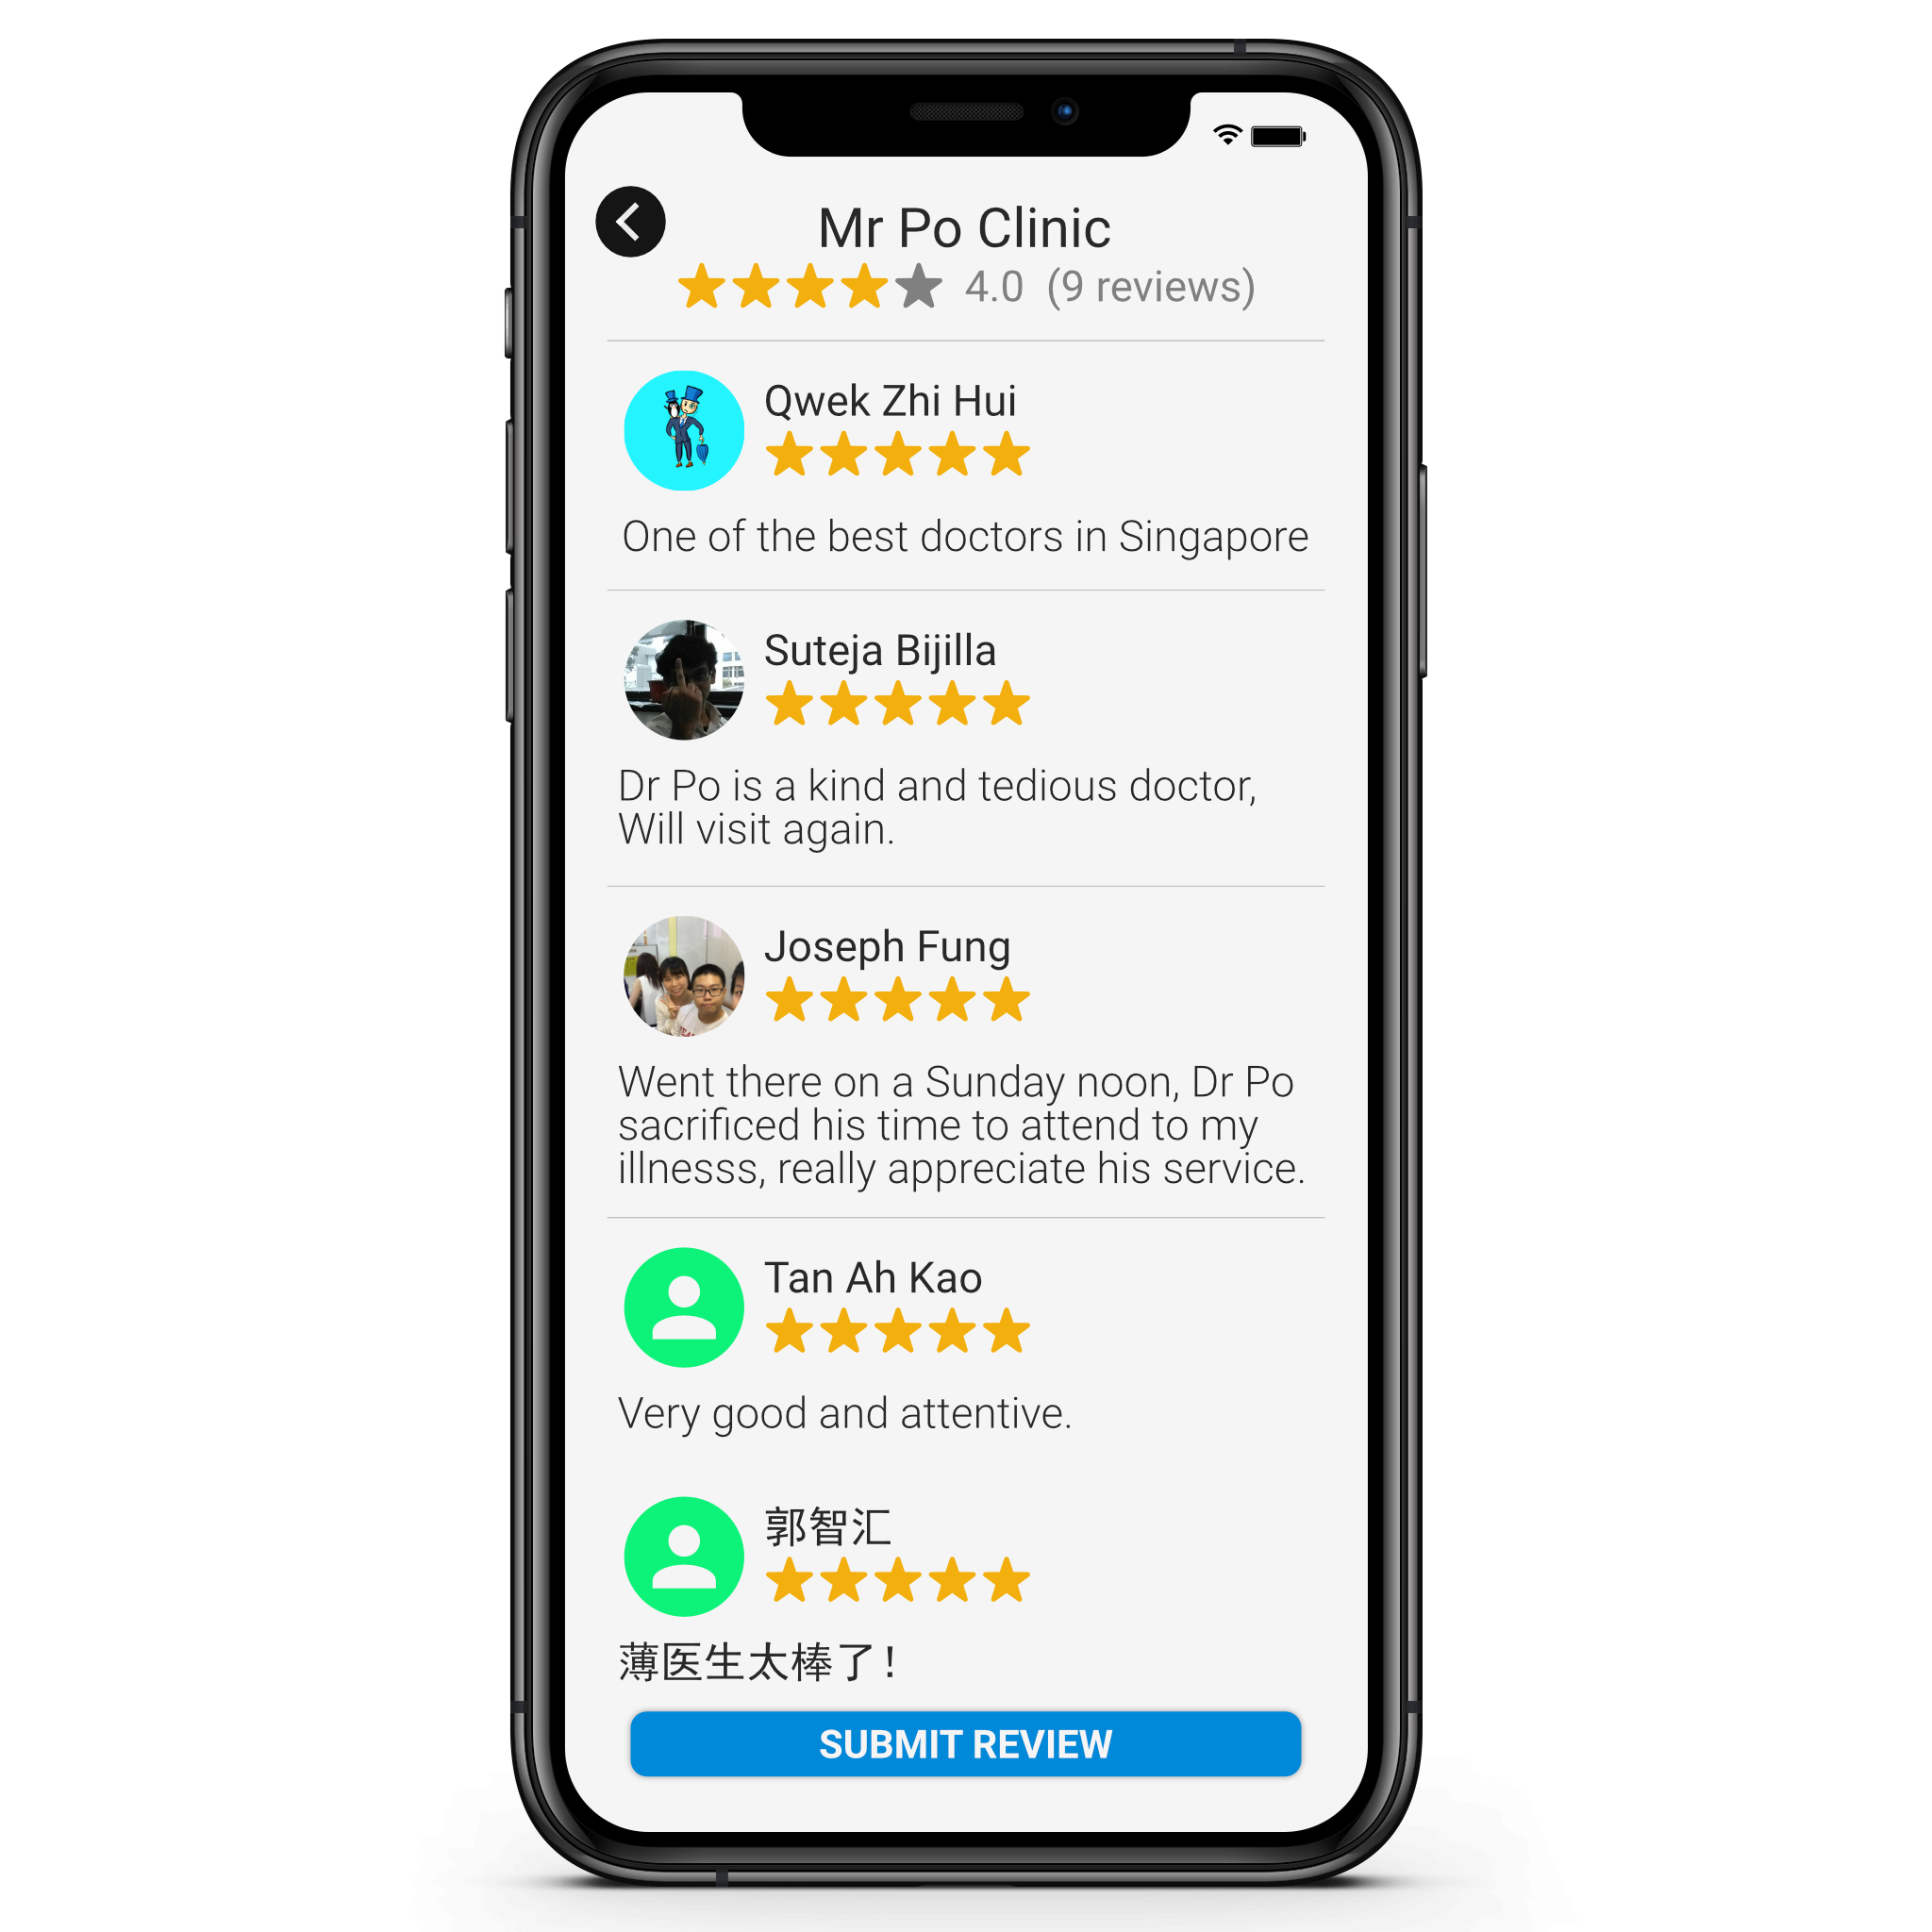 Mr Po Clinic
4.0 (9 reviews)
Qwek Zhi Hui
One of the best doctors in Singapore
Suteja Bijilla
Dr Po is a kind and tedious doctor,
Will visit again.
Joseph Fung
Went there on a Sunday noon, Dr Po
sacrificed his time to attend to my
illnesss, really appreciate his service.
Tan Ah Kao
Very good and attentive.
郭智汇
薄医生太棒了！
SUBMIT REVIEW